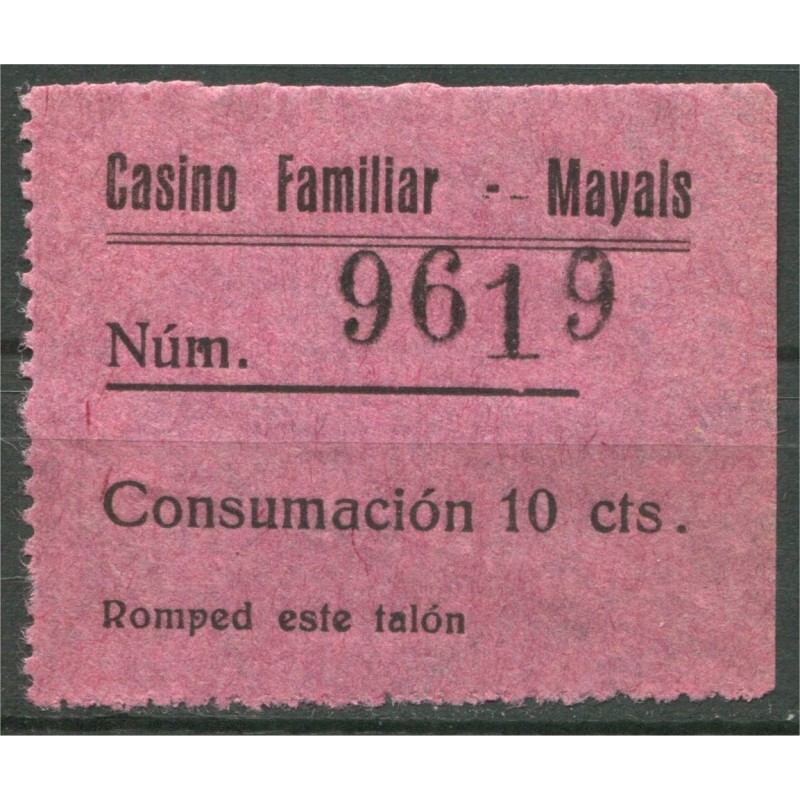 Casino Familiar -- Mayals
Núm. 9619
Consumación 10 cts.
Romped este talón